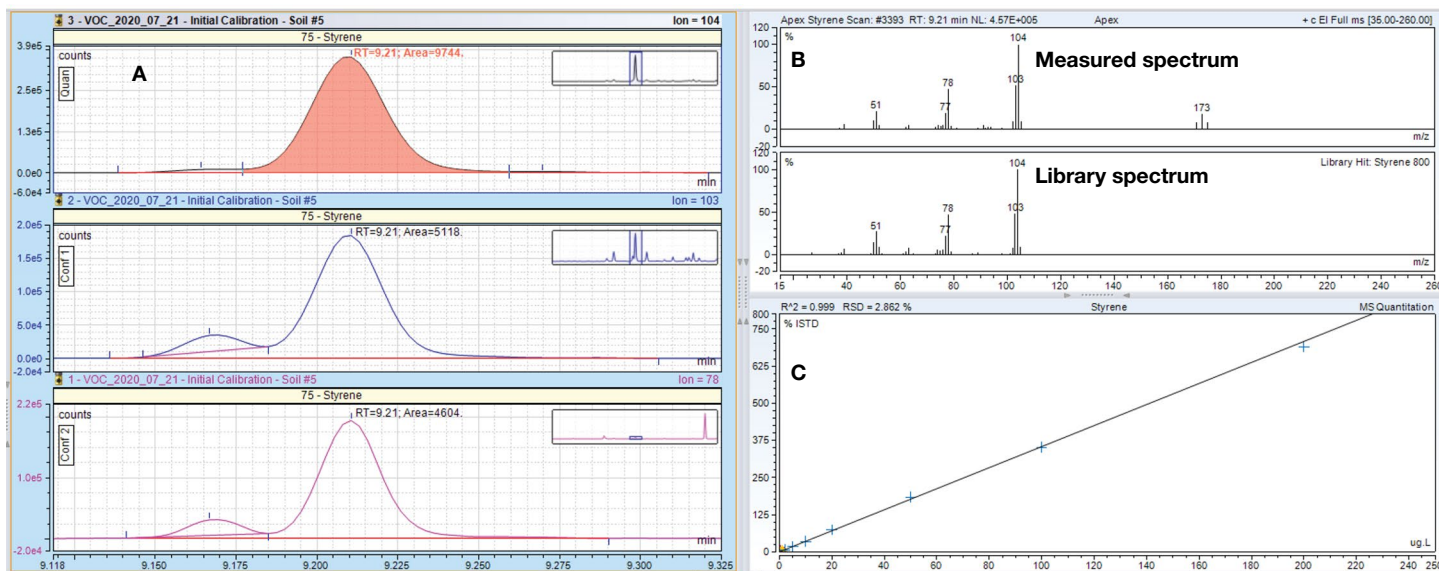 3 - VOC_2020_07_21 - Initial Calibration - Soil #5 Ion = 104
75 - Styrene
3.9e5
counts
A
RT=9.21; Area=9744.
Quan
2.5e5
1.3e5
0.0e0
-6.0e4
min
2 - VOC_2020_07_21 - Initial Calibration - Soil #5 Ion = 103
75 - Styrene
2.0e5
counts
RT=9.21; Area=5118.
Conf 1
1.5e5
1.0e5
5.0e4
0.0e0
-2.0e4
min
1 - VOC_2020_07_21 - Initial Calibration - Soil #5 Ion = 78
75 - Styrene
2.2e5
counts
RT=9.21; Area=4604.
Conf 2
1.0e5
-2.0e4
min
9.118 9.150 9.175 9.200 9.225 9.250 9.275 9.300 9.325
Apex Styrene Scan: #3393 RT: 9.21 min NL: 4.57E+005 Apex + c EI Full ms [35.00-260.00]
120
%
100
B
104
Measured spectrum
78
103
50
51
77
173
0
-20
m/z
120
%
100
104
Library Hit: Styrene 800
Library spectrum
78
103
50
51
77
0
-20
m/z
15 40 60 80 100 120 140 160 180 200 220 240 260
R^2 = 0.999 RSD = 2.862 % Styrene MS Quantitation
800
% ISTD
C
625
500
375
250
125
0
ug.L
0 20 40 60 80 100 120 140 160 180 200 220 240 260